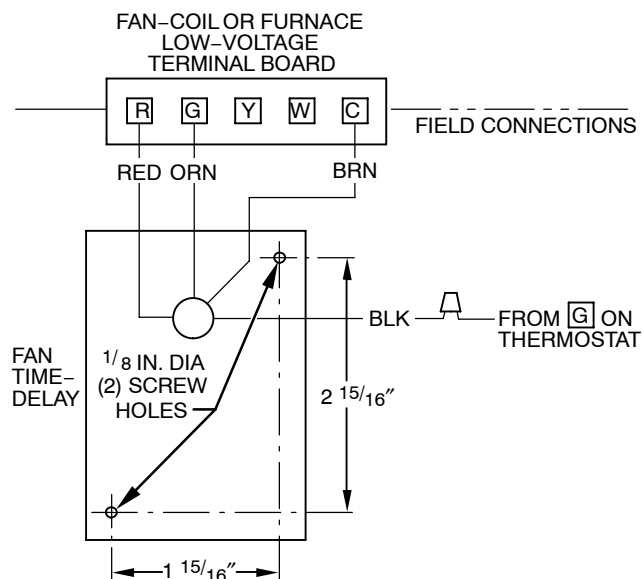 FAN-COIL OR FURNACE
LOW-VOLTAGE
TERMINAL BOARD
R G Y W C
FIELD CONNECTIONS
RED ORN BRN
BLK
FROM G ON
THERMOSTAT
FAN
TIME-
DELAY
1/8 IN. DIA
(2) SCREW
HOLES
2 15/16″
1 15/16″